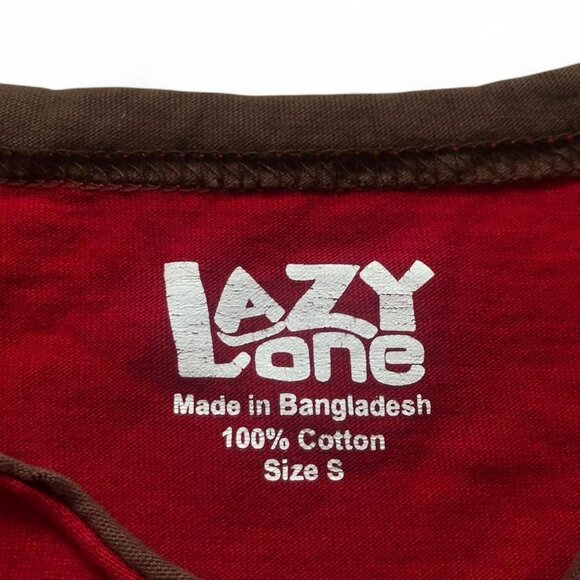 LAZY
One
Made in Bangladesh
100% Cotton
Size S